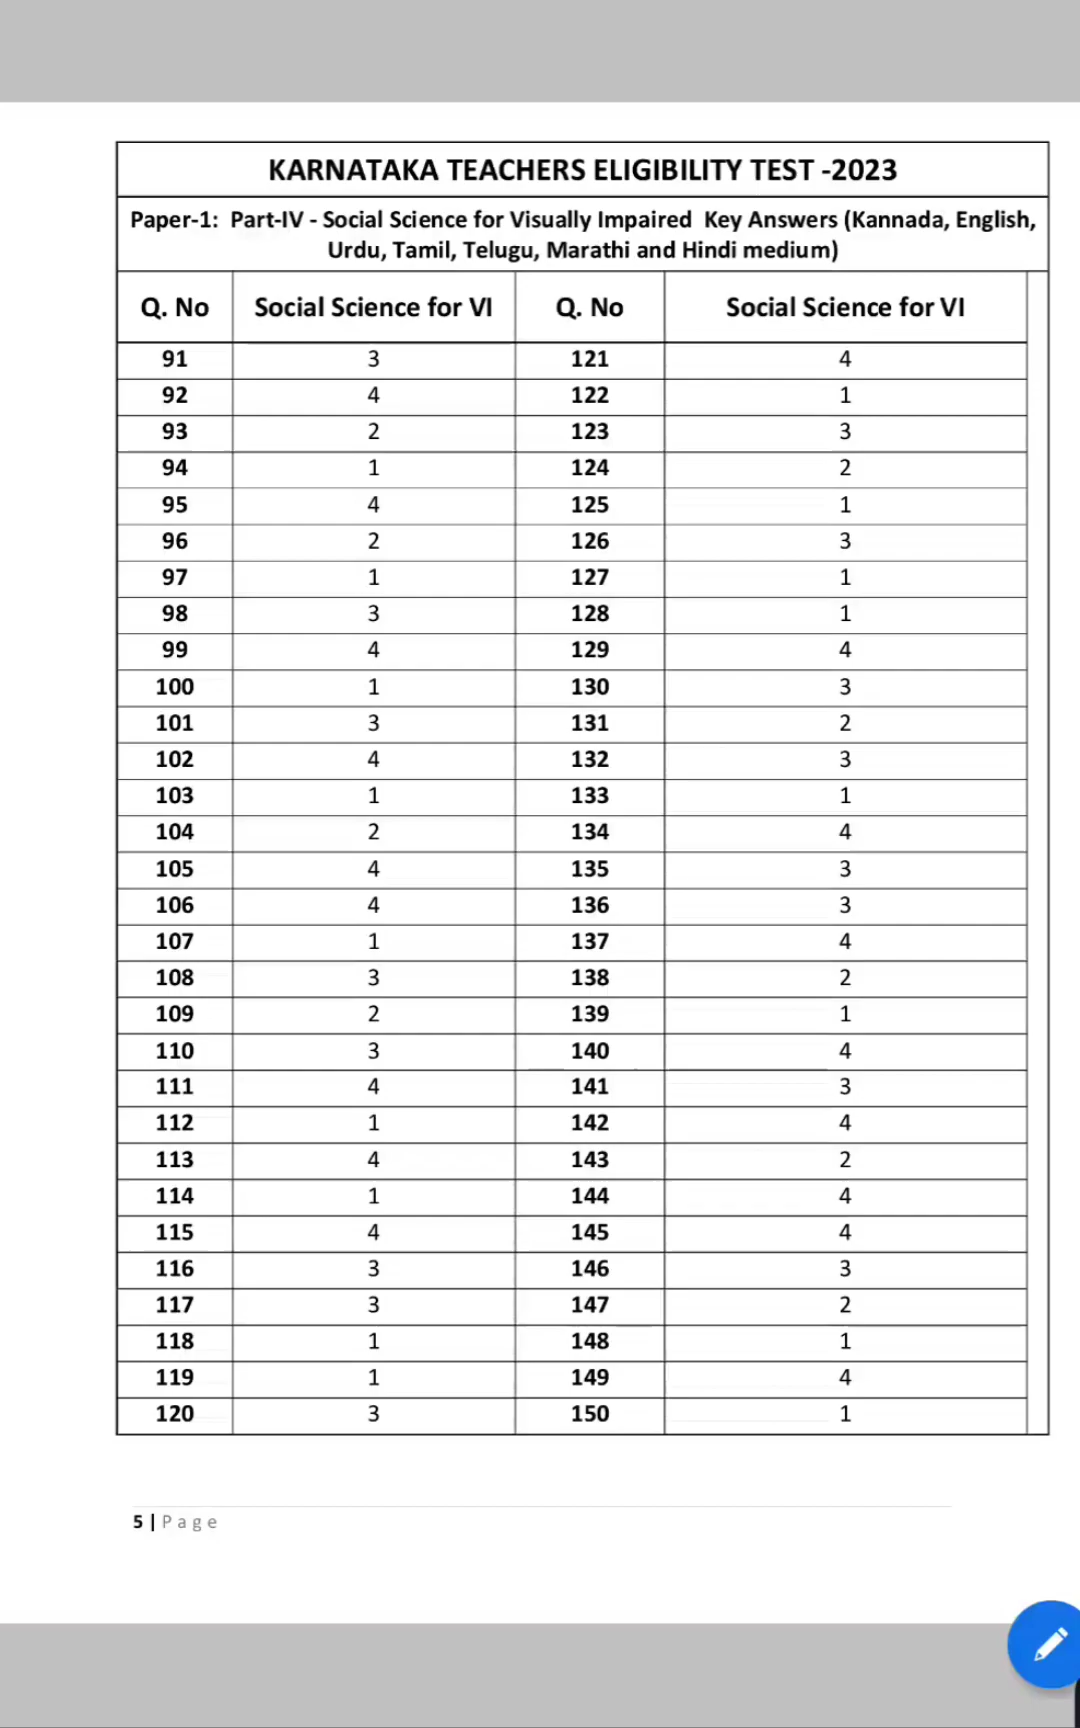 KARNATAKA TEACHERS ELIGIBILITY TEST -2023
Paper-1: Part-IV - Social Science for Visually Impaired Key Answers (Kannada, English,
Urdu, Tamil, Telugu, Marathi and Hindi medium)
Q. No Social Science for VI Q. No Social Science for VI
91 3 121 4
92 4 122 1
93 2 123 3
94 1 124 2
95 4 125 1
96 2 126 3
97 1 127 1
98 3 128 1
99 4 129 4
100 1 130 3
101 3 131 2
102 4 132 3
103 1 133 1
104 2 134 4
105 4 135 3
106 4 136 3
107 1 137 4
108 3 138 2
109 2 139 1
110 3 140 4
111 4 141 3
112 1 142 4
113 4 143 2
114 1 144 4
115 4 145 4
116 3 146 3
117 3 147 2
118 1 148 1
119 1 149 4
120 3 150 1
5 | Page